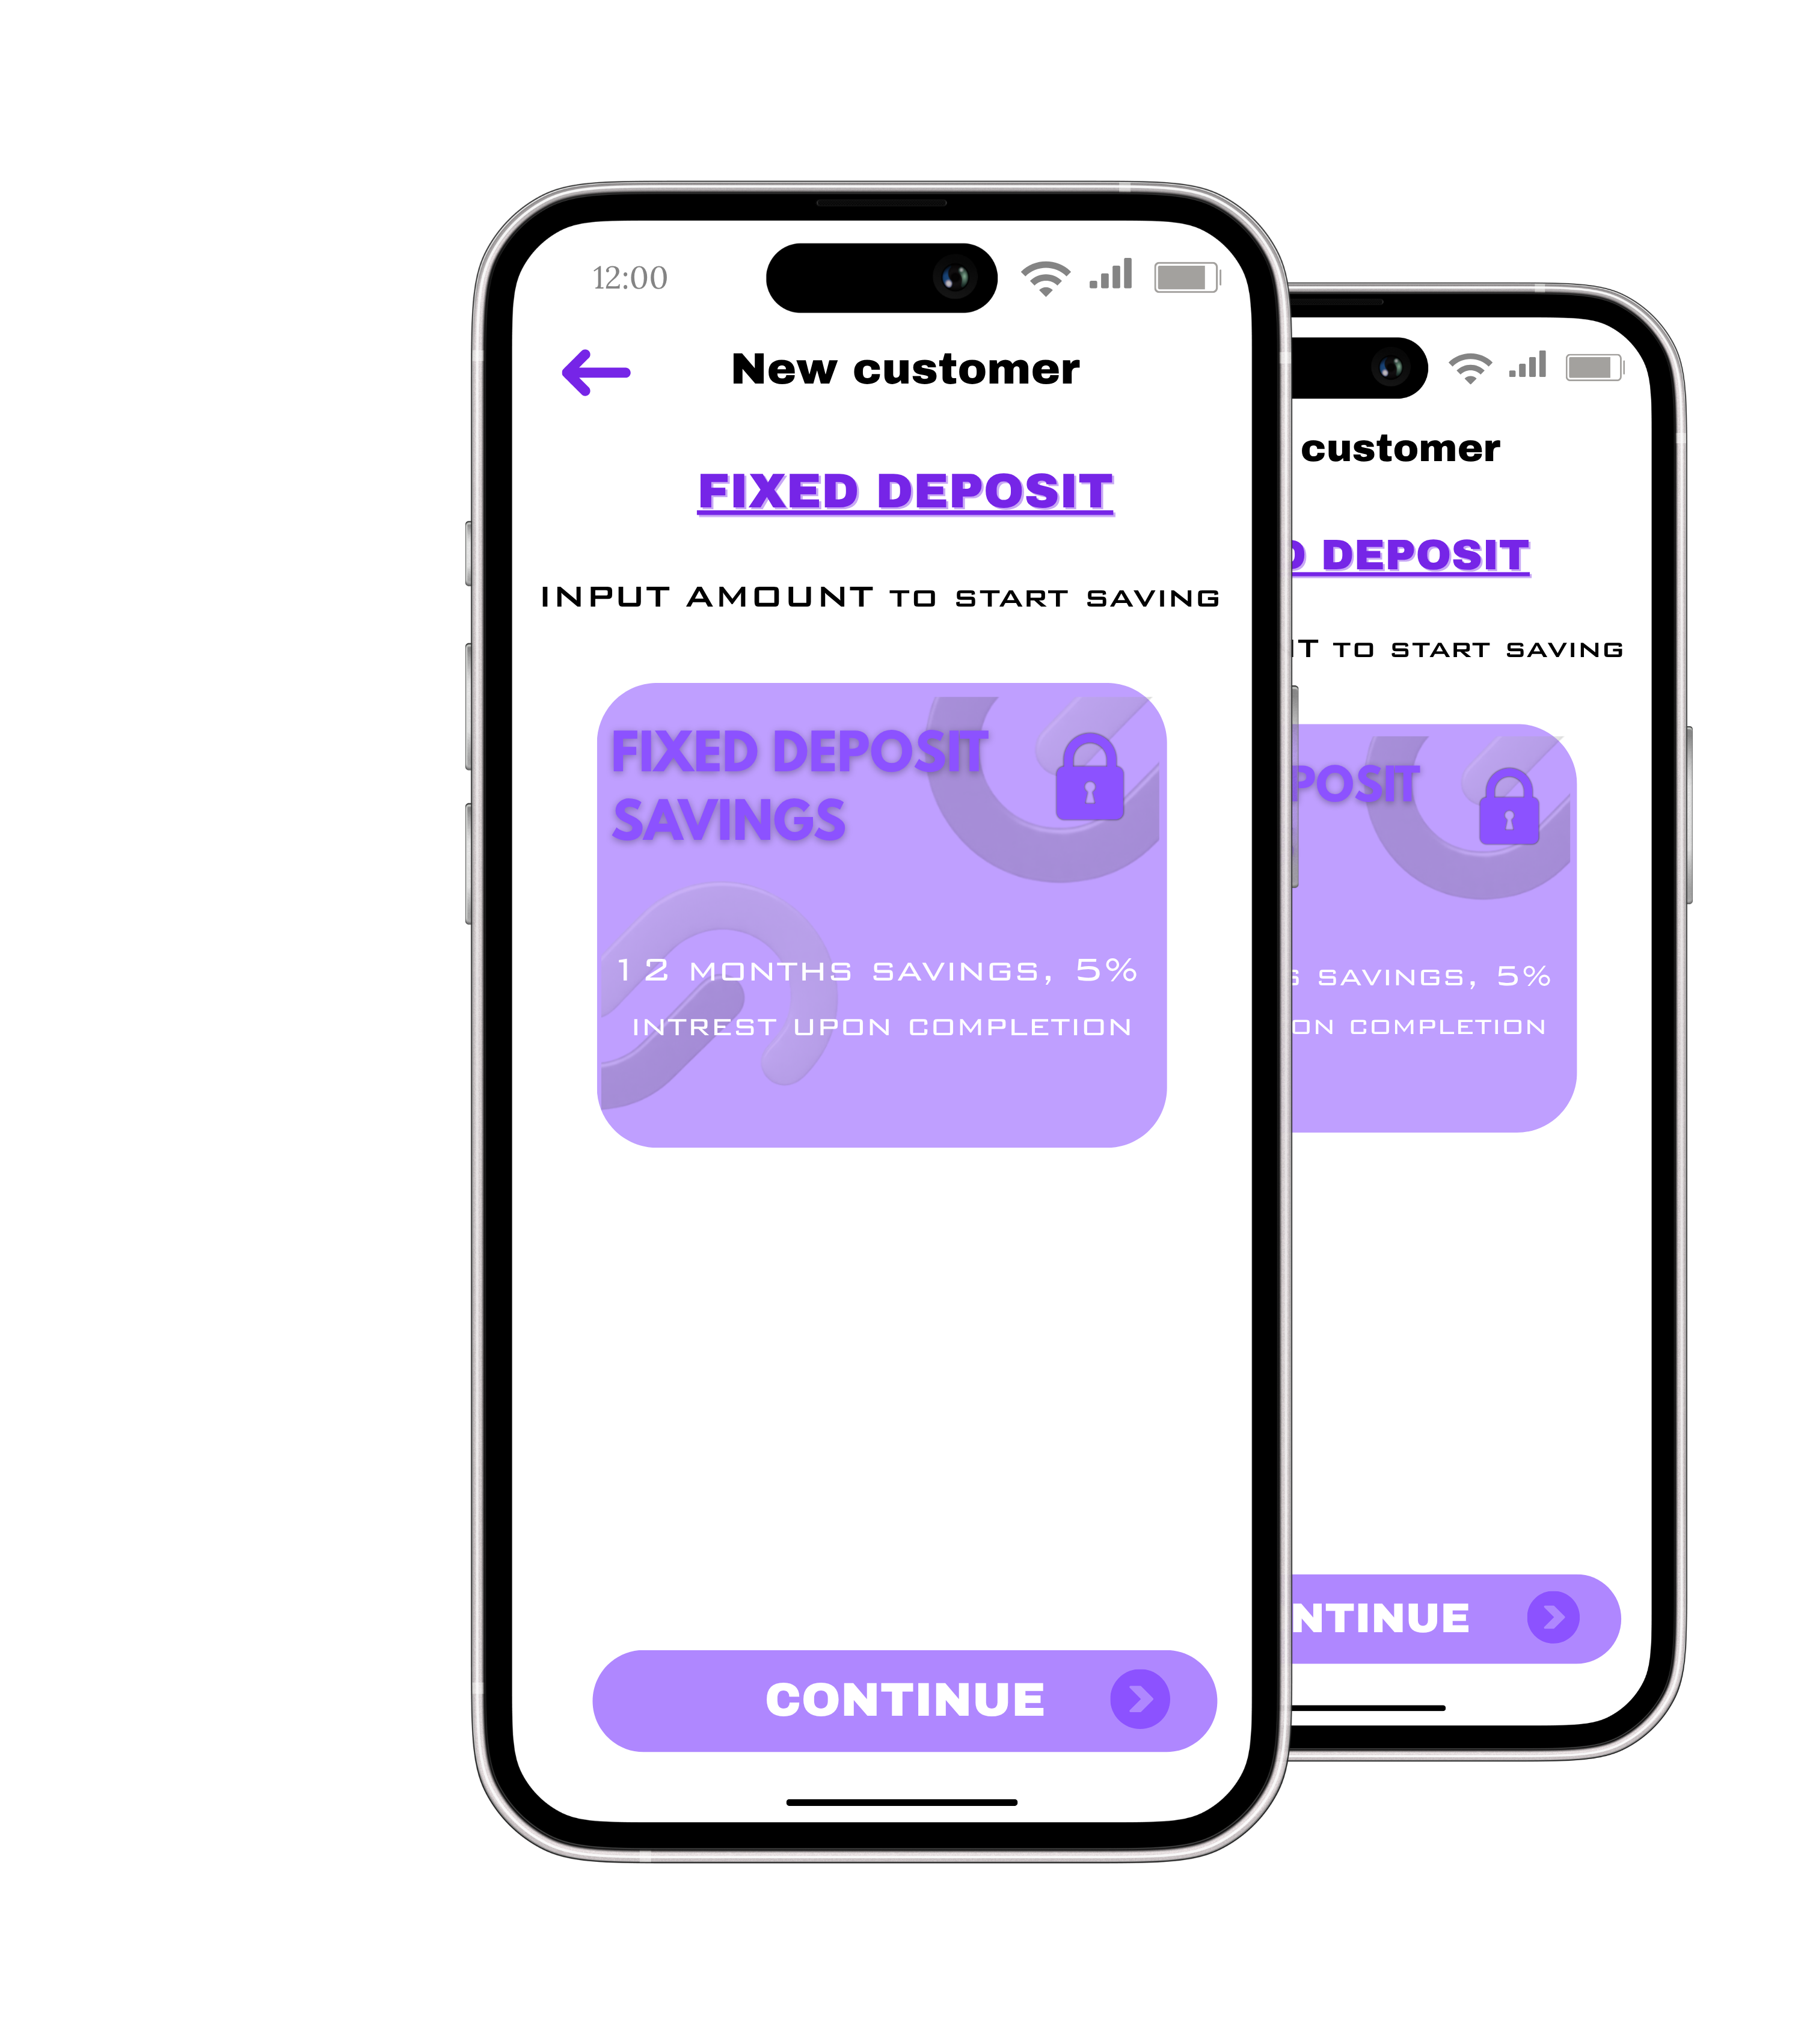 12:00
New customer
FIXED DEPOSIT
INPUT AMOUNT TO START SAVING
FIXED DEPOSIT
SAVINGS
12 MONTHS SAVINGS, 5%
INTREST UPON COMPLETION
CONTINUE
customer
D DEPOSIT
T TO START SAVING
POSIT
S SAVINGS, 5%
ON COMPLETION
NTINUE